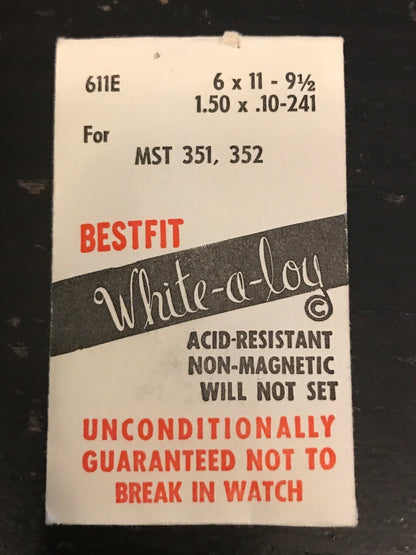 611E 6 x 11 - 9½
1.50 x .10-241
For
MST 351, 352
BESTFIT
White-a-loy
©
ACID-RESISTANT
NON-MAGNETIC
WILL NOT SET
UNCONDITIONALLY
GUARANTEED NOT TO
BREAK IN WATCH